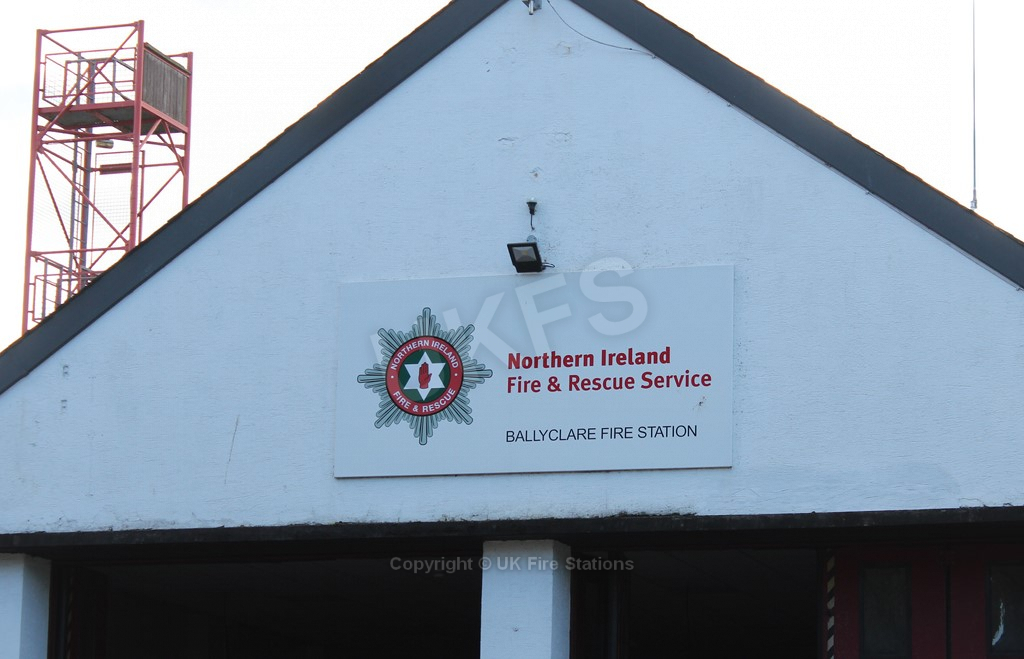 UKFS
NORTHERN IRELAND
FIRE & RESCUE
Northern Ireland
Fire & Rescue Service
BALLYCLARE FIRE STATION
Copyright © UK Fire Stations